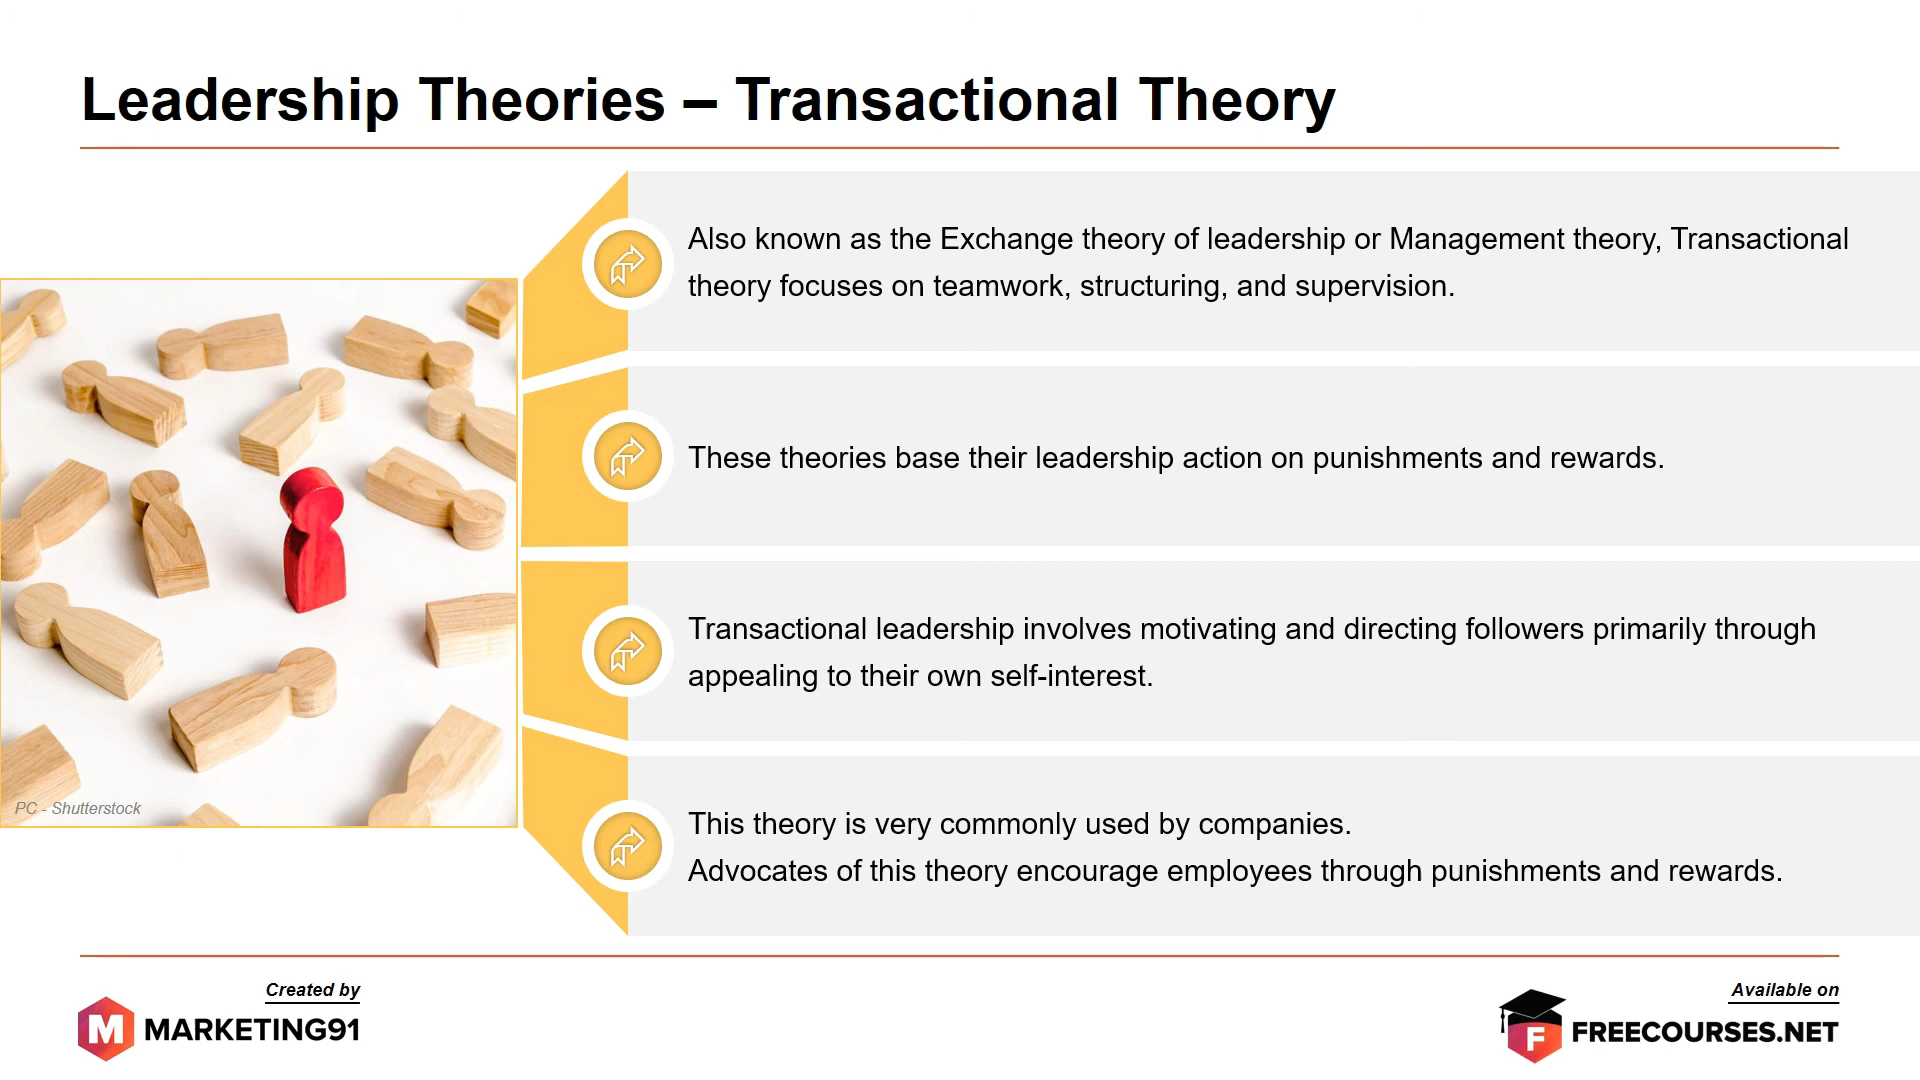 Leadership Theories – Transactional Theory
Also known as the Exchange theory of leadership or Management theory, Transactional
theory focuses on teamwork, structuring, and supervision.
These theories base their leadership action on punishments and rewards.
Transactional leadership involves motivating and directing followers primarily through
appealing to their own self-interest.
This theory is very commonly used by companies.
Advocates of this theory encourage employees through punishments and rewards.
PC - Shutterstock
Created by
M MARKETING91
Available on
F FREECOURSES.NET